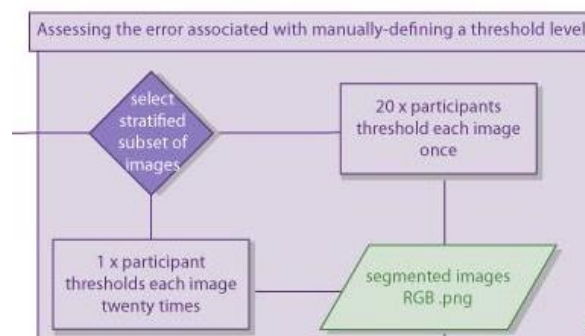 Assessing the error associated with manually-defining a threshold level
select
stratified
subset of
images
20 x participants
threshold each image
once
1 x participant
thresholds each image
twenty times
segmented images
RGB .png